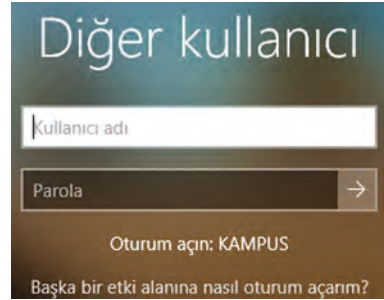 Diğer kullanıcı
Kullanıcı adı
Parola
Oturum açın: KAMPUS
Başka bir etki alanına nasıl oturum açarım?